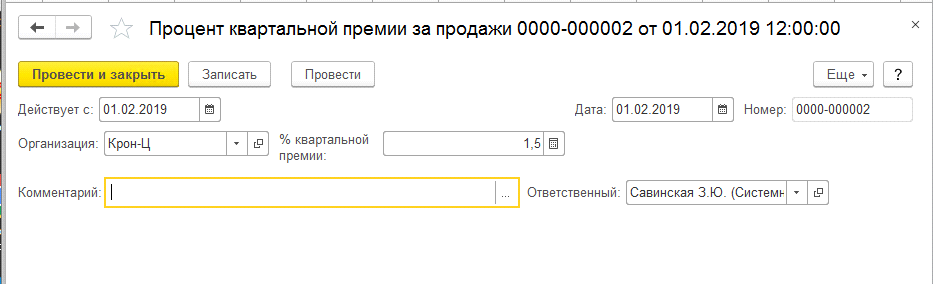 Процент квартальной премии за продажи 0000-000002 от 01.02.2019 12:00:00
Провести и закрыть Записать Провести Еще ?
Действует с: 01.02.2019 Дата: 01.02.2019 Номер: 0000-000002
Организация: Крон-Ц % квартальной премии: 1,5
Комментарий: ... Ответственный: Савинская З.Ю. (Системн